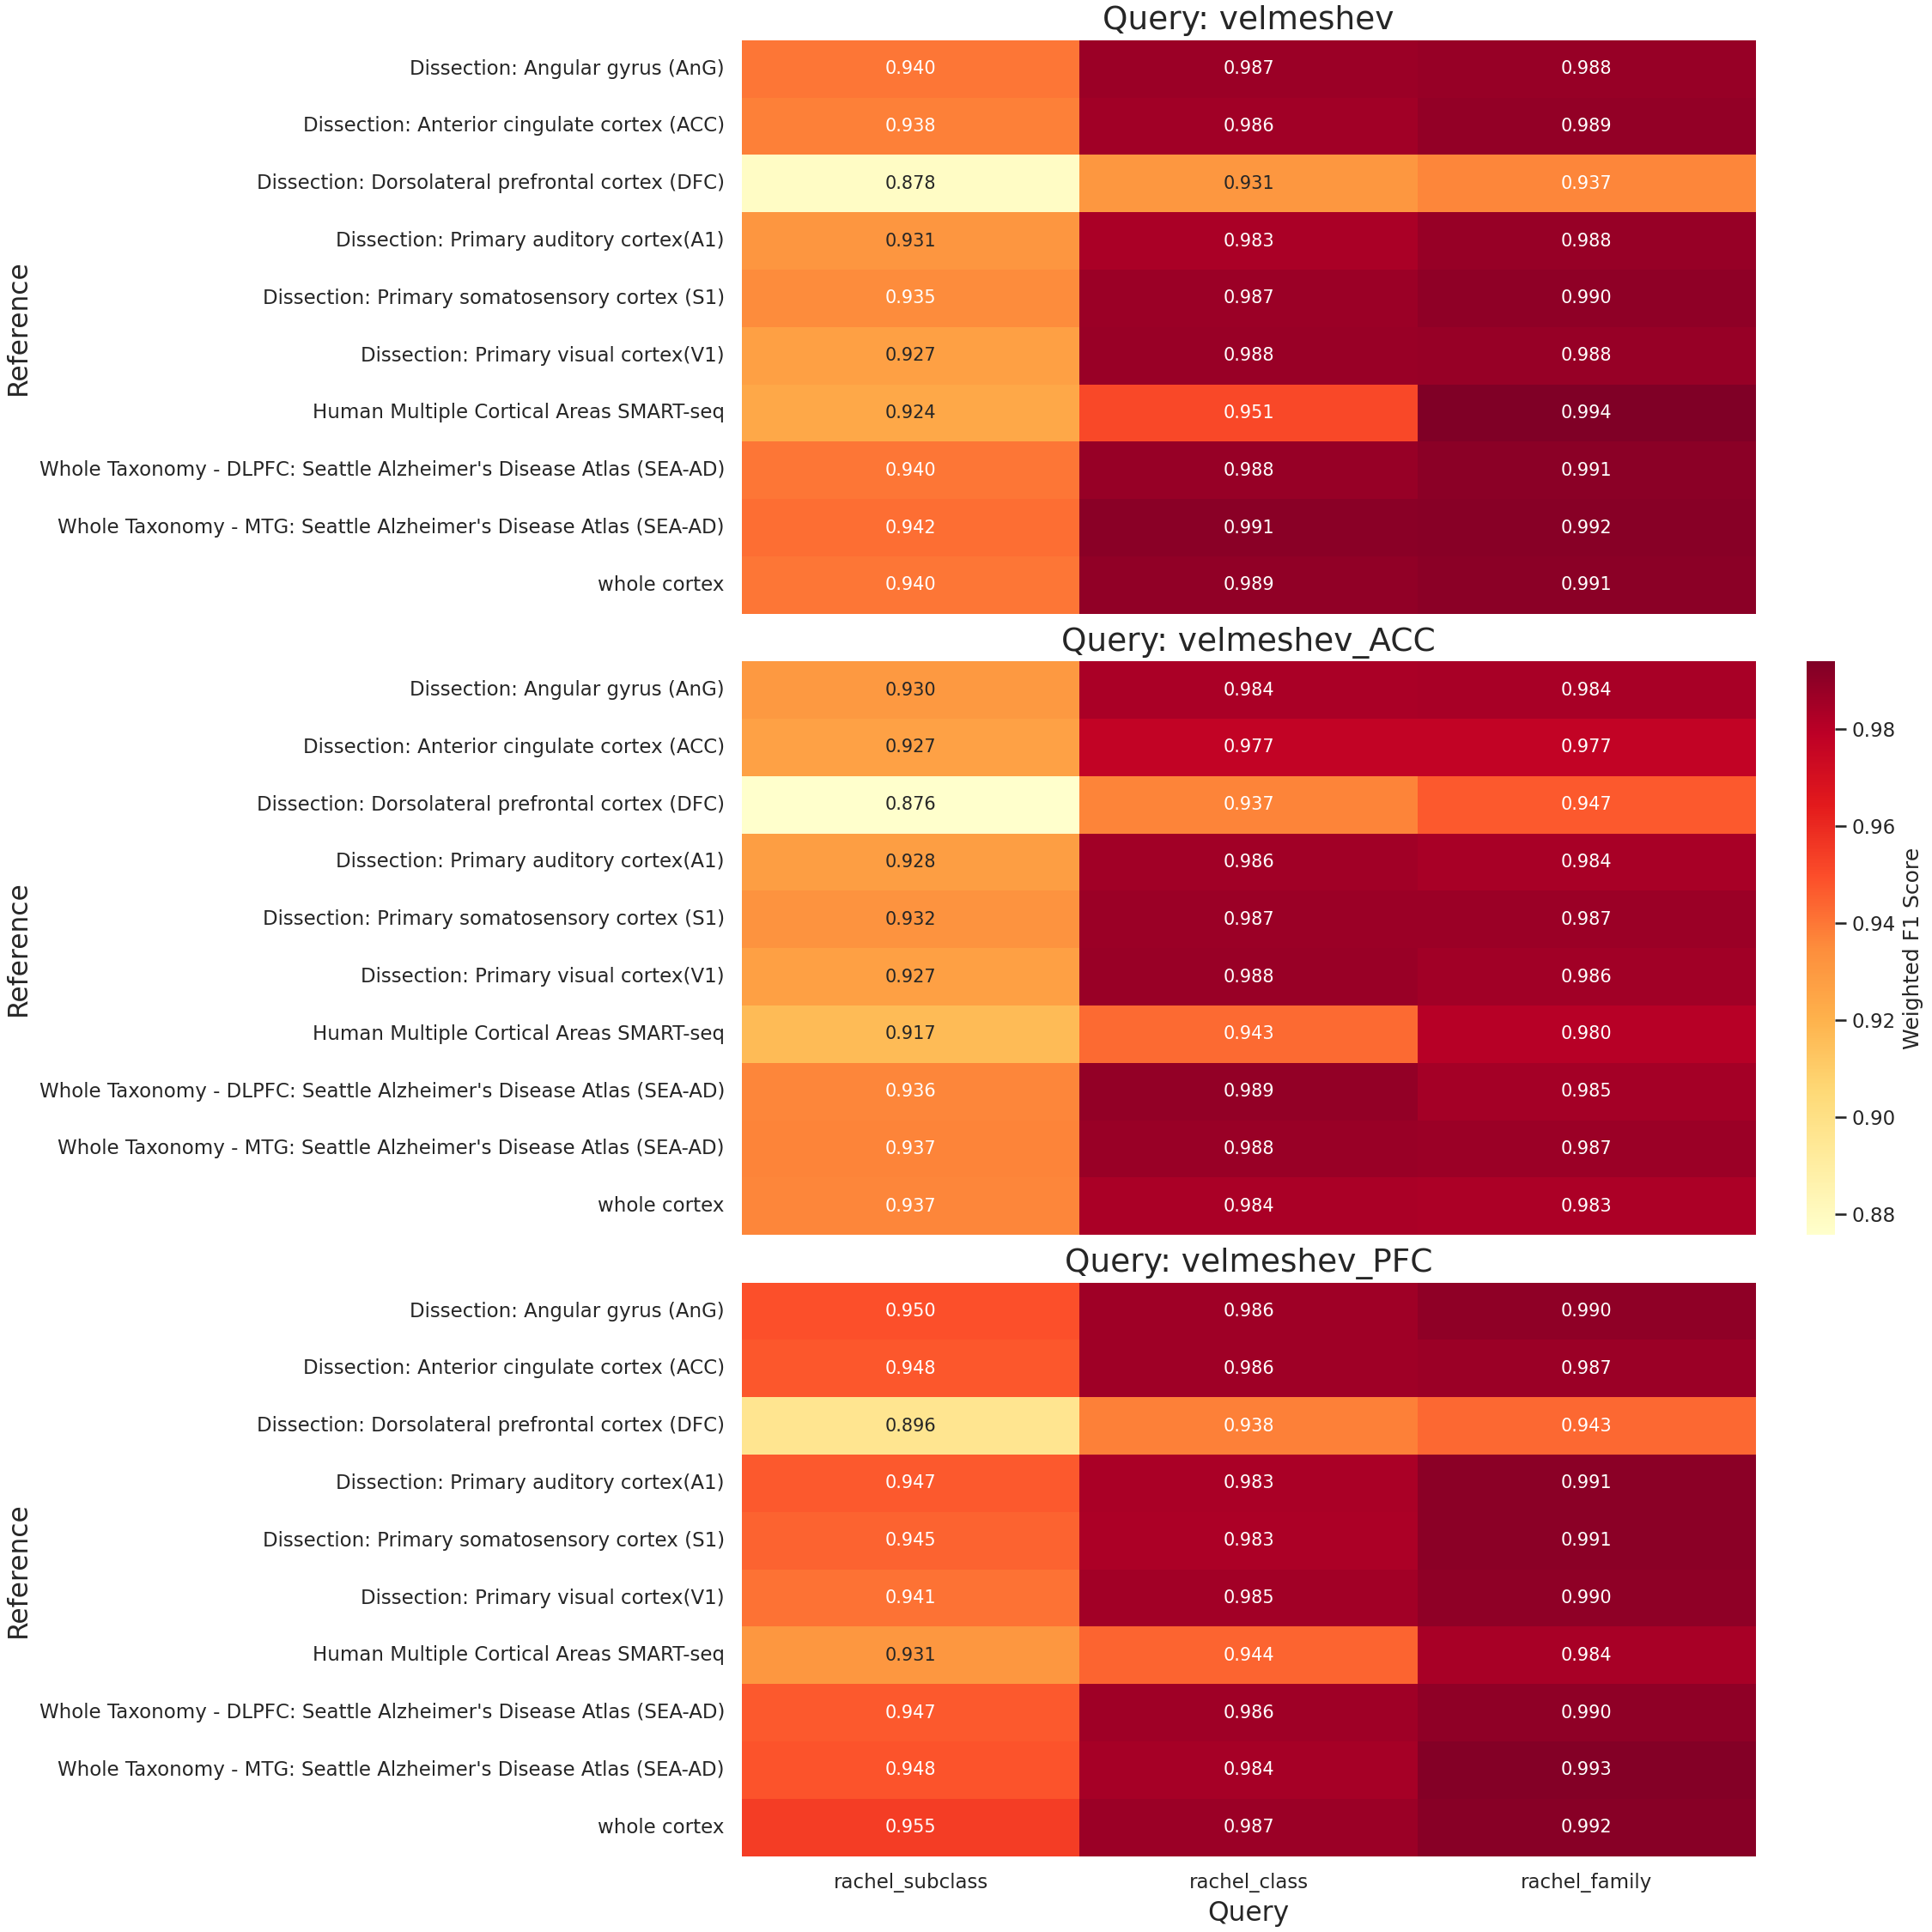 Query: velmeshev
Dissection: Angular gyrus (AnG) 0.940 0.987 0.988
Dissection: Anterior cingulate cortex (ACC) 0.938 0.986 0.989
Dissection: Dorsolateral prefrontal cortex (DFC) 0.878 0.931 0.937
Dissection: Primary auditory cortex(A1) 0.931 0.983 0.988
Dissection: Primary somatosensory cortex (S1) 0.935 0.987 0.990
Dissection: Primary visual cortex(V1) 0.927 0.988 0.988
Human Multiple Cortical Areas SMART-seq 0.924 0.951 0.994
Whole Taxonomy - DLPFC: Seattle Alzheimer's Disease Atlas (SEA-AD) 0.940 0.988 0.991
Whole Taxonomy - MTG: Seattle Alzheimer's Disease Atlas (SEA-AD) 0.942 0.991 0.992
whole cortex 0.940 0.989 0.991
Reference
Query: velmeshev_ACC
Dissection: Angular gyrus (AnG) 0.930 0.984 0.984
Dissection: Anterior cingulate cortex (ACC) 0.927 0.977 0.977
Dissection: Dorsolateral prefrontal cortex (DFC) 0.876 0.937 0.947
Dissection: Primary auditory cortex(A1) 0.928 0.986 0.984
Dissection: Primary somatosensory cortex (S1) 0.932 0.987 0.987
Dissection: Primary visual cortex(V1) 0.927 0.988 0.986
Human Multiple Cortical Areas SMART-seq 0.917 0.943 0.980
Whole Taxonomy - DLPFC: Seattle Alzheimer's Disease Atlas (SEA-AD) 0.936 0.989 0.985
Whole Taxonomy - MTG: Seattle Alzheimer's Disease Atlas (SEA-AD) 0.937 0.988 0.987
whole cortex 0.937 0.984 0.983
Reference
0.98
0.96
0.94
0.92
0.90
0.88
Weighted F1 Score
Query: velmeshev_PFC
Dissection: Angular gyrus (AnG) 0.950 0.986 0.990
Dissection: Anterior cingulate cortex (ACC) 0.948 0.986 0.987
Dissection: Dorsolateral prefrontal cortex (DFC) 0.896 0.938 0.943
Dissection: Primary auditory cortex(A1) 0.947 0.983 0.991
Dissection: Primary somatosensory cortex (S1) 0.945 0.983 0.991
Dissection: Primary visual cortex(V1) 0.941 0.985 0.990
Human Multiple Cortical Areas SMART-seq 0.931 0.944 0.984
Whole Taxonomy - DLPFC: Seattle Alzheimer's Disease Atlas (SEA-AD) 0.947 0.986 0.990
Whole Taxonomy - MTG: Seattle Alzheimer's Disease Atlas (SEA-AD) 0.948 0.984 0.993
whole cortex 0.955 0.987 0.992
Reference
rachel_subclass rachel_class rachel_family
Query